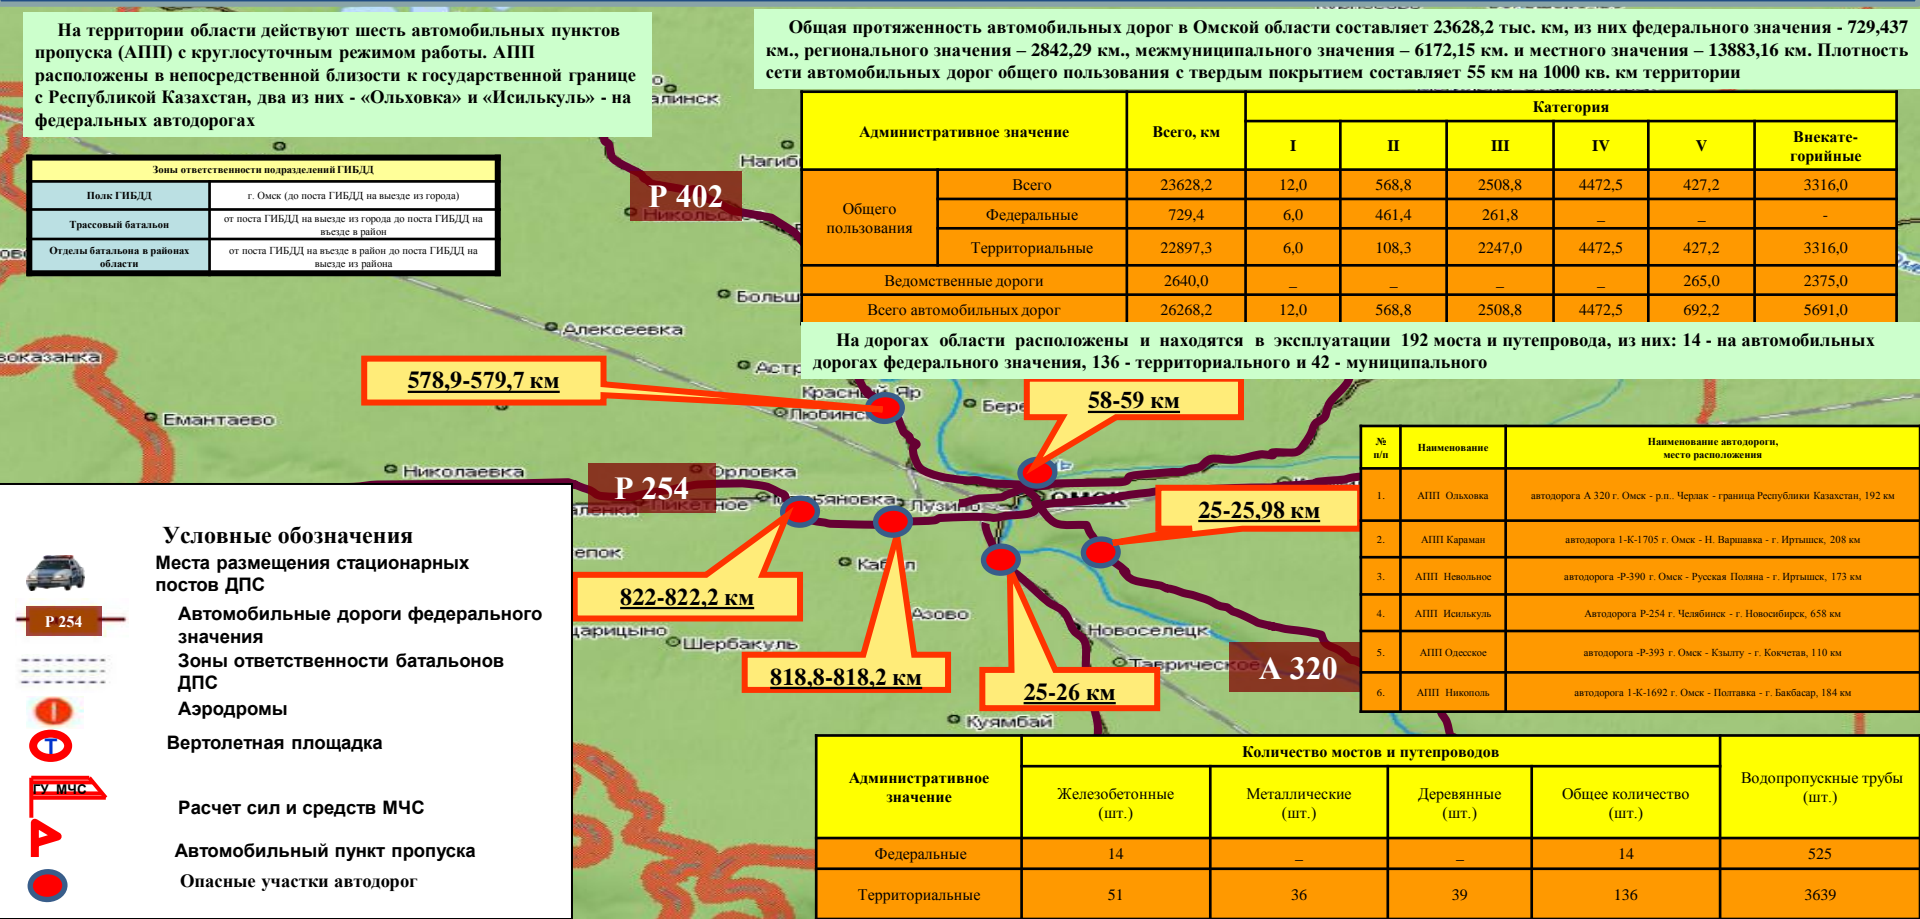 На территории области действуют шесть автомобильных пунктов
пропуска (АПП) с круглосуточным режимом работы. АПП
расположены в непосредственной близости к государственной границе
с Республикой Казахстан, два из них - «Ольховка» и «Исилькуль» - на
федеральных автодорогах
Общая протяженность автомобильных дорог в Омской области составляет 23628,2 тыс. км, из них федерального значения - 729,437
км., регионального значения – 2842,29 км., межмуниципального значения – 6172,15 км. и местного значения – 13883,16 км. Плотность
сети автомобильных дорог общего пользования с твердым покрытием составляет 55 км на 1000 кв. км территории
Зоны ответственности подразделений ГИБДД
Полк ГИБДД г. Омск (до поста ГИБДД на выезде из города)
Трассовый батальон от поста ГИБДД на выезде из города до поста ГИБДД на
въезде в район
Отделы батальона в районах
области от поста ГИБДД на въезде в район до поста ГИБДД на
выезде из района
Административное значение Всего, км Категория
I II III IV V Внекате-
горийные
Общего
пользования
Всего 23628,2 12,0 568,8 2508,8 4472,5 427,2 3316,0
Федеральные 729,4 6,0 461,4 261,8 _ _ -
Территориальные 22897,3 6,0 108,3 2247,0 4472,5 427,2 3316,0
Ведомственные дороги 2640,0 _ _ _ _ 265,0 2375,0
Всего автомобильных дорог 26268,2 12,0 568,8 2508,8 4472,5 692,2 5691,0
На дорогах области расположены и находятся в эксплуатации 192 моста и путепровода, из них: 14 - на автомобильных
дорогах федерального значения, 136 - территориального и 42 - муниципального
Р 402
Алексеевка
578,9-579,7 км
58-59 км
Красный Яр
Емантаево
Николаевка
Орловка
Р 254
Лузино
Омск
25-25,98 км
822-822,2 км
Азово
Новоселецк
Шербакуль
Таврическое
А 320
818,8-818,2 км
25-26 км
Куямбай
№
п/п Наименование Наименование автодороги,
место расположения
1. АПП Ольховка автодорога А 320 г. Омск - р.п.. Черлак - граница Республики Казахстан, 192 км
2. АПП Караман автодорога 1-К-1705 г. Омск - Н. Варшавка - г. Иртышск, 208 км
3. АПП Невольное автодорога -Р-390 г. Омск - Русская Поляна - г. Иртышск, 173 км
4. АПП Исилькуль Автодорога Р-254 г. Челябинск - г. Новосибирск, 658 км
5. АПП Одесское автодорога -Р-393 г. Омск - Кзылту - г. Кокчетав, 110 км
6. АПП Никополь автодорога 1-К-1692 г. Омск - Полтавка - г. Бакбасар, 184 км
Условные обозначения
Места размещения стационарных
постов ДПС
Р 254
Автомобильные дороги федерального
значения
Зоны ответственности батальонов
ДПС
Аэродромы
Т
Вертолетная площадка
ГУ МЧС
Расчет сил и средств МЧС
Автомобильный пункт пропуска
Опасные участки автодорог
Административное
значение Количество мостов и путепроводов Водопропускные трубы
(шт.)
Железобетонные
(шт.) Металлические
(шт.) Деревянные
(шт.) Общее количество
(шт.)
Федеральные 14 _ _ 14 525
Территориальные 51 36 39 136 3639